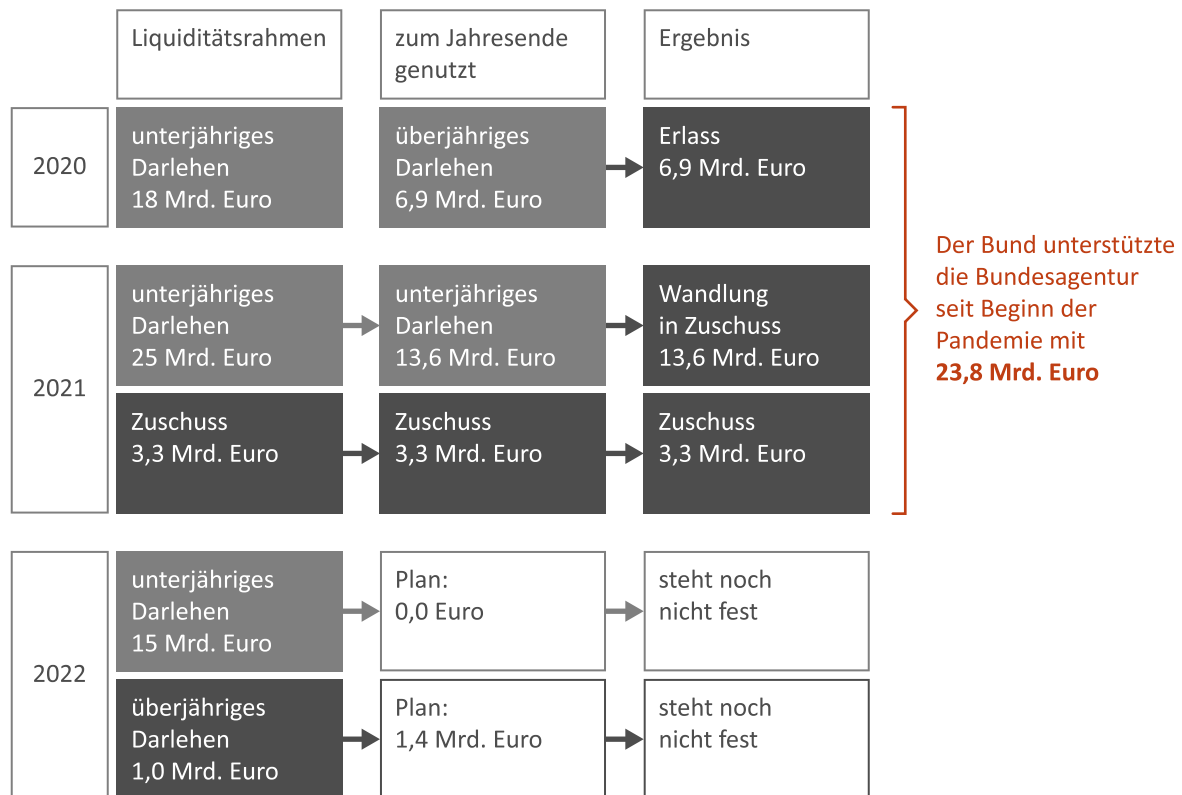 Liquiditätsrahmen
zum Jahresende
genutzt
Ergebnis
2020
unterjähriges
Darlehen
18 Mrd. Euro
überjähriges
Darlehen
6,9 Mrd. Euro
Erlass
6,9 Mrd. Euro
2021
unterjähriges
Darlehen
25 Mrd. Euro
unterjähriges
Darlehen
13,6 Mrd. Euro
Wandlung
in Zuschuss
13,6 Mrd. Euro
Zuschuss
3,3 Mrd. Euro
Zuschuss
3,3 Mrd. Euro
Zuschuss
3,3 Mrd. Euro
Der Bund unterstützte
die Bundesagentur
seit Beginn der
Pandemie mit
23,8 Mrd. Euro
2022
unterjähriges
Darlehen
15 Mrd. Euro
Plan:
0,0 Euro
steht noch
nicht fest
überjähriges
Darlehen
1,0 Mrd. Euro
Plan:
1,4 Mrd. Euro
steht noch
nicht fest